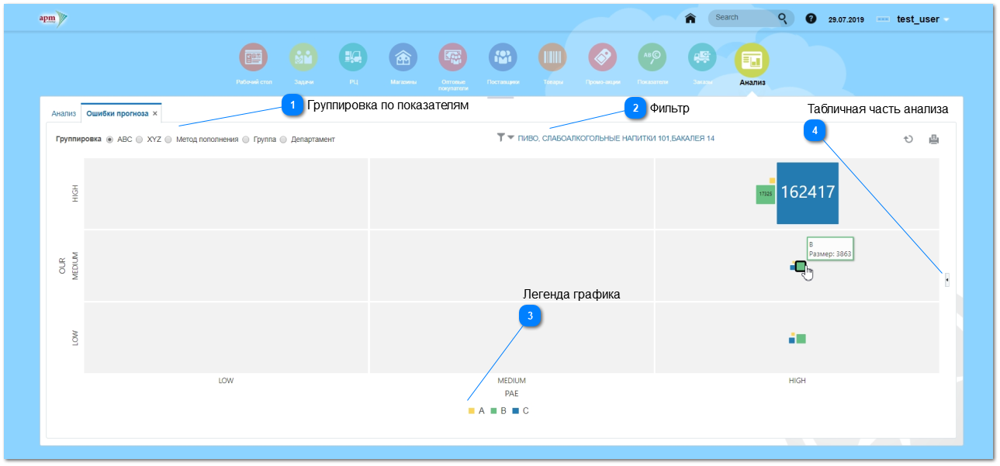 apm
Search
?
29.07.2019
test_user
Рабочий стол
Задачи
РЦ
Магазины
Оптовые
покупатели
Поставщики
Товары
Промо-акции
Показатели
Заказы
Анализ
1
Группировка по показателям
2
Фильтр
Табличная часть анализа
4
Анализ
Ошибки прогноза ×
Группировка ABC XYZ Метод пополнения Группа Департамент
ПИВО, СЛАБОАЛКОГОЛЬНЫЕ НАПИТКИ 101,БАКАЛЕЯ 14
HIGH
17325
162417
OUR
MEDIUM
B
Размер: 3863
Легенда графика
3
LOW
LOW
MEDIUM
HIGH
PAE
A B C